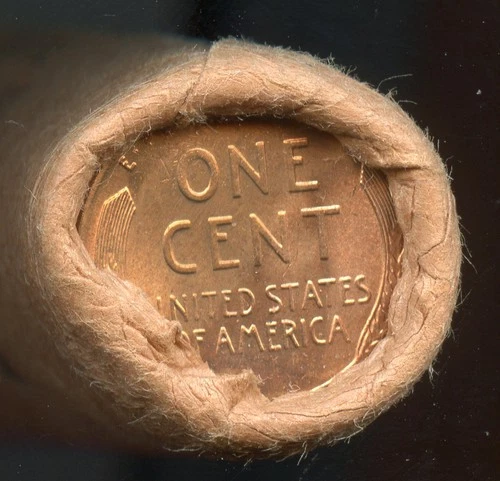 E
ONE
CENT
UNITED STATES
OF AMERICA